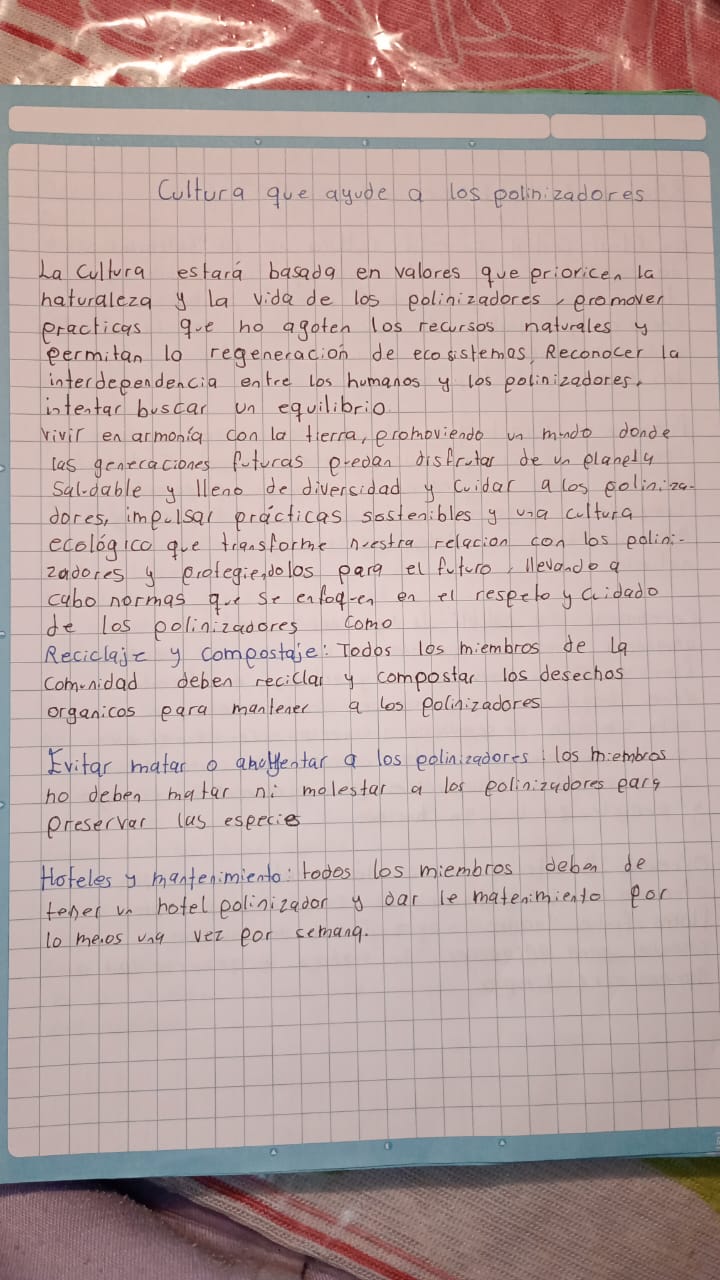 Cultura que ayude a los polinizadores
La Cultura estará basada en valores que prioricen la
naturaleza y la vida de los polinizadores, promover
practicas que no agoten los recursos naturales y
permitan lo regeneración de ecosistemas, Reconocer la
interdependencia entre los humanos y los polinizadores,
intentar buscar un equilibrio
vivir en armonía con la tierra, promoviendo un mundo donde
las generaciones futuras puedan disfrutar de un planeta
Saludable y lleno de diversidad y cuidar a los poliniza-
dores, impulsar prácticas sostenibles y una cultura
ecológico que transforme nuestra relacion con los polini-
zadores y protegiendolos para el futuro, llevando a
cabo normas que se enfoquen en el respeto y cuidado
de los polinizadores como
Reciclaje y compostaje: Todos los miembros de la
comunidad deben reciclar y compostar los desechos
organicos para mantener a los polinizadores
Evitar matar o ahuyentar a los polinizadores: los miembros
no deben matar ni molestar a los polinizadores para
preservar las especies
Hoteles y mantenimiento: todos los miembros deben de
tener un hotel polinizador y dar le matenimiento por
lo menos una vez por semana.